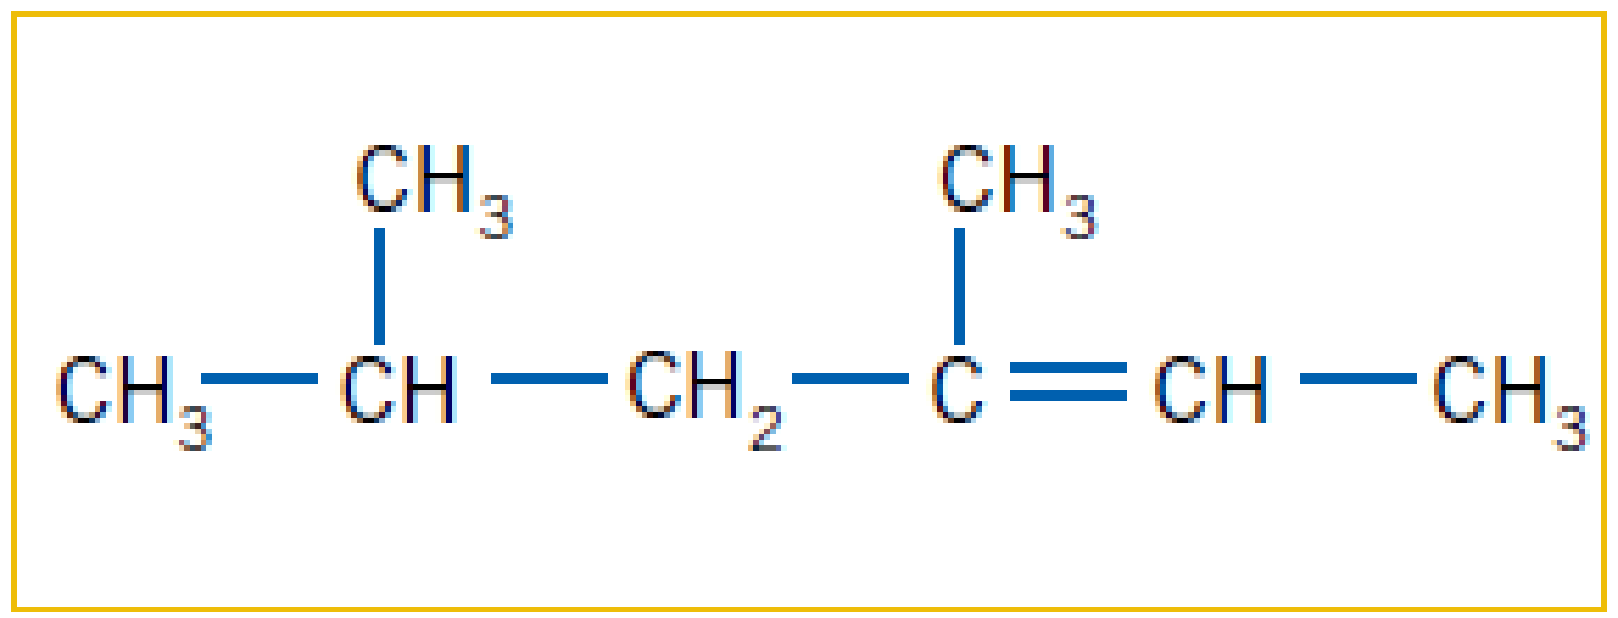 CH₃ CH₃
CH₃ — CH — CH₂ — C = CH — CH₃